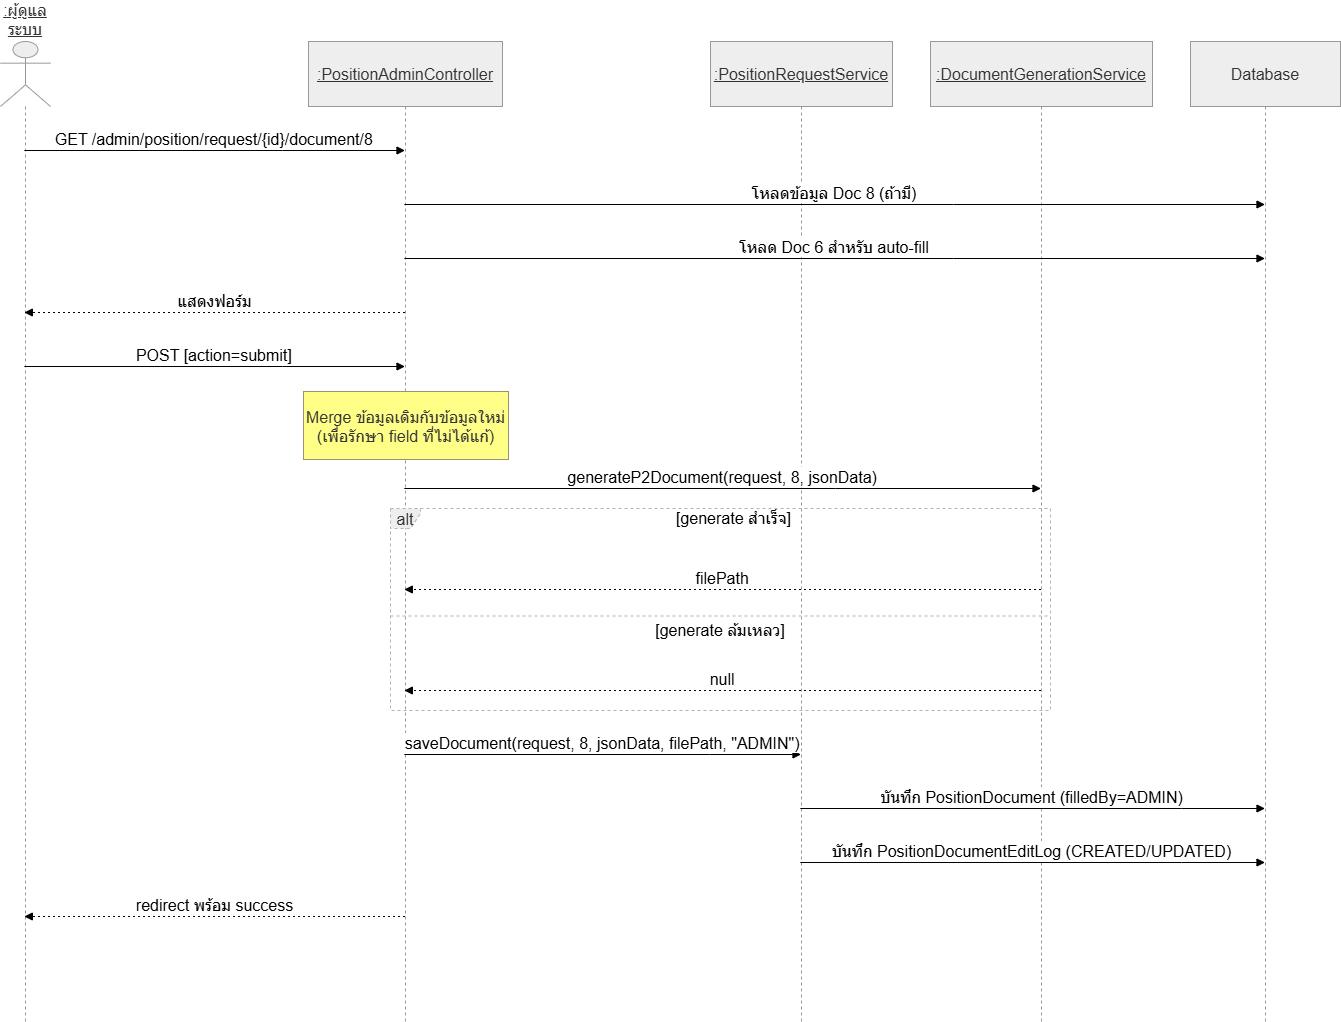 :ผู้ดูแล
ระบบ
:PositionAdminController
:PositionRequestService
:DocumentGenerationService
Database
GET /admin/position/request/{id}/document/8
โหลดข้อมูล Doc 8 (ถ้ามี)
โหลด Doc 6 สำหรับ auto-fill
แสดงฟอร์ม
POST [action=submit]
Merge ข้อมูลเดิมกับข้อมูลใหม่
(เพื่อรักษา field ที่ไม่ได้แก้)
generateP2Document(request, 8, jsonData)
alt
[generate สำเร็จ]
filePath
[generate ล้มเหลว]
null
saveDocument(request, 8, jsonData, filePath, "ADMIN")
บันทึก PositionDocument (filledBy=ADMIN)
บันทึก PositionDocumentEditLog (CREATED/UPDATED)
redirect พร้อม success